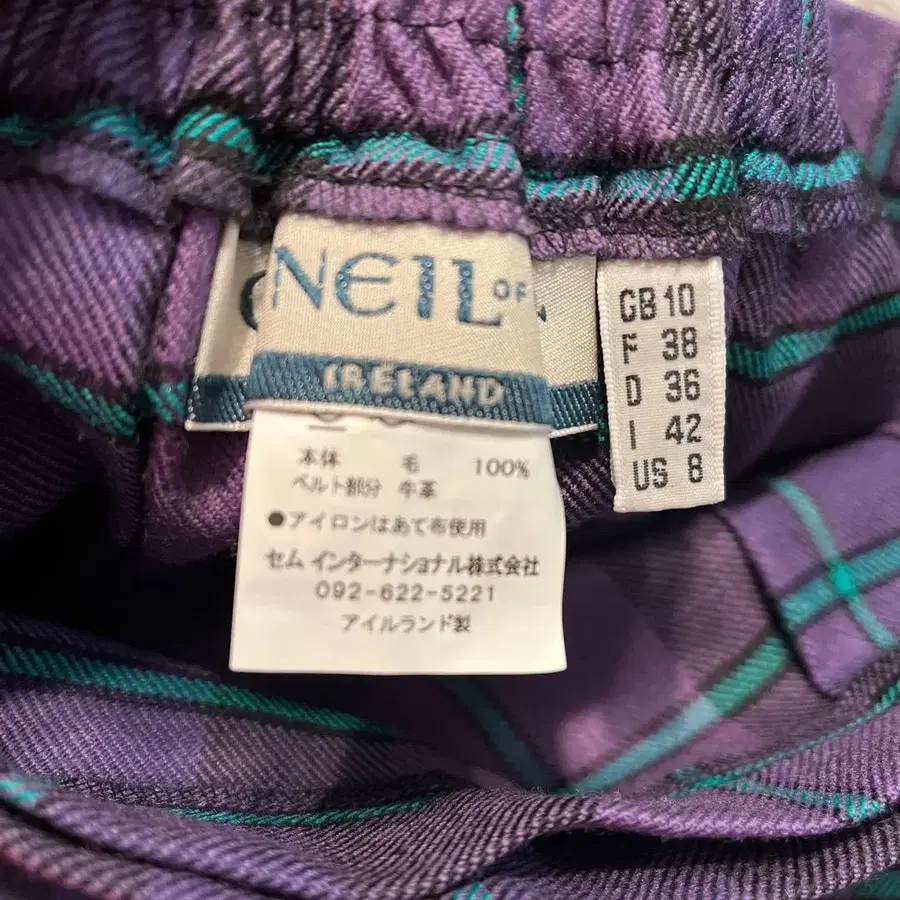 NEIL OF
IRELAND
GB 10
F 38
D 36
I 42
US 8
本体 毛 100%
ベルト部分 牛革
●アイロンはあて布使用
セム インターナショナル株式会社
092-622-5221
アイルランド製